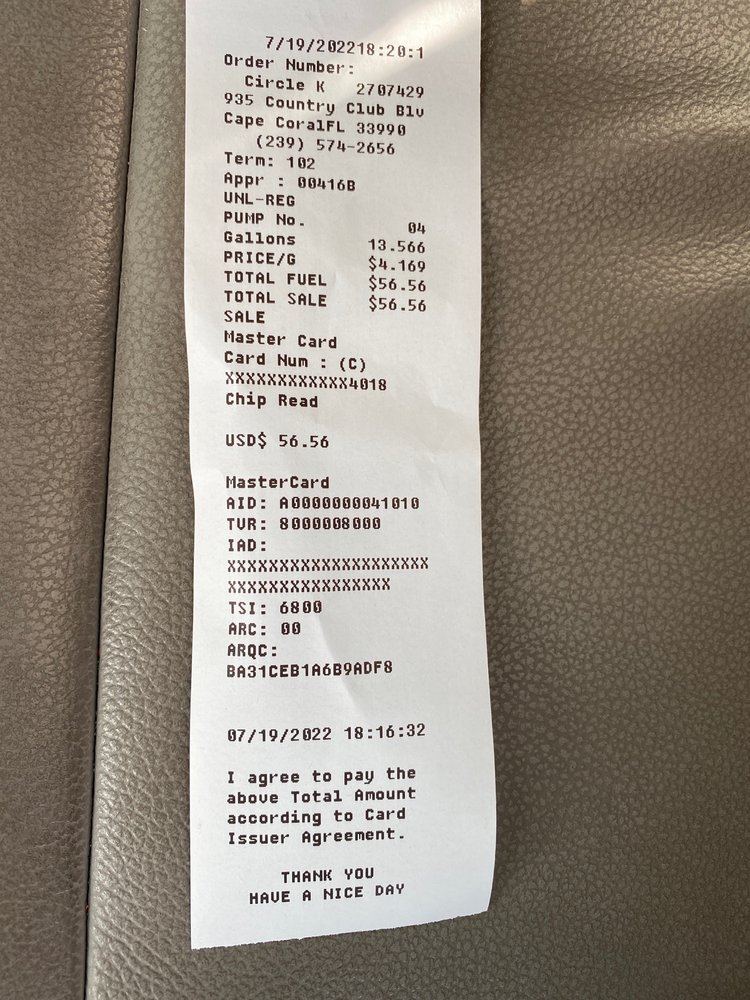 7/19/202218:20:1
Order Number:
Circle K 2707429
935 Country Club Blv
Cape CoralFL 33990
(239) 574-2656
Term: 102
Appr : 00416B
UNL-REG
PUMP No. 04
Gallons 13.566
PRICE/G $4.169
TOTAL FUEL $56.56
TOTAL SALE $56.56
SALE
Master Card
Card Num : (C)
XXXXXXXXXXXX4018
Chip Read
USD$ 56.56
MasterCard
AID: A0000000041010
TVR: 8000008000
IAD:
XXXXXXXXXXXXXXXXXXXX
XXXXXXXXXXXXXXXX
TSI: 6800
ARC: 00
ARQC:
BA31CEB1A6B9ADF8
07/19/2022 18:16:32
I agree to pay the
above Total Amount
according to Card
Issuer Agreement.
THANK YOU
HAVE A NICE DAY